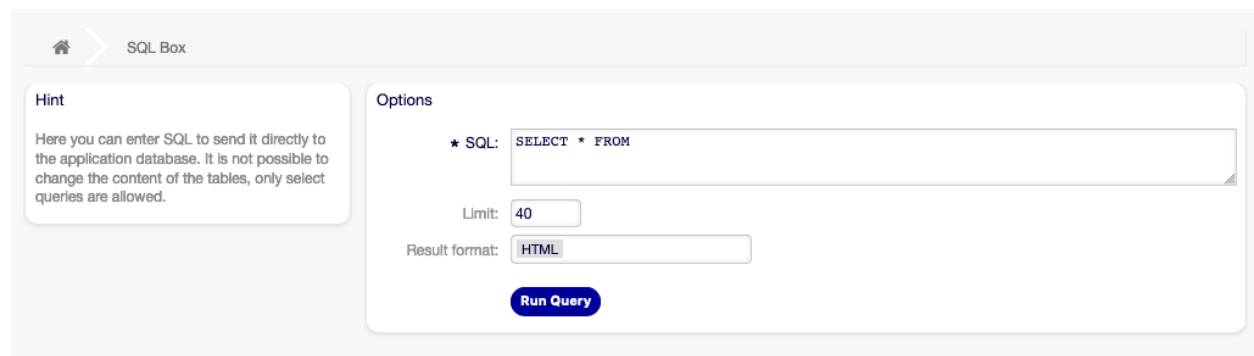 SQL Box
Hint
Here you can enter SQL to send it directly to
the application database. It is not possible to
change the content of the tables, only select
queries are allowed.
Options
* SQL: SELECT * FROM
Limit: 40
Result format: HTML
Run Query